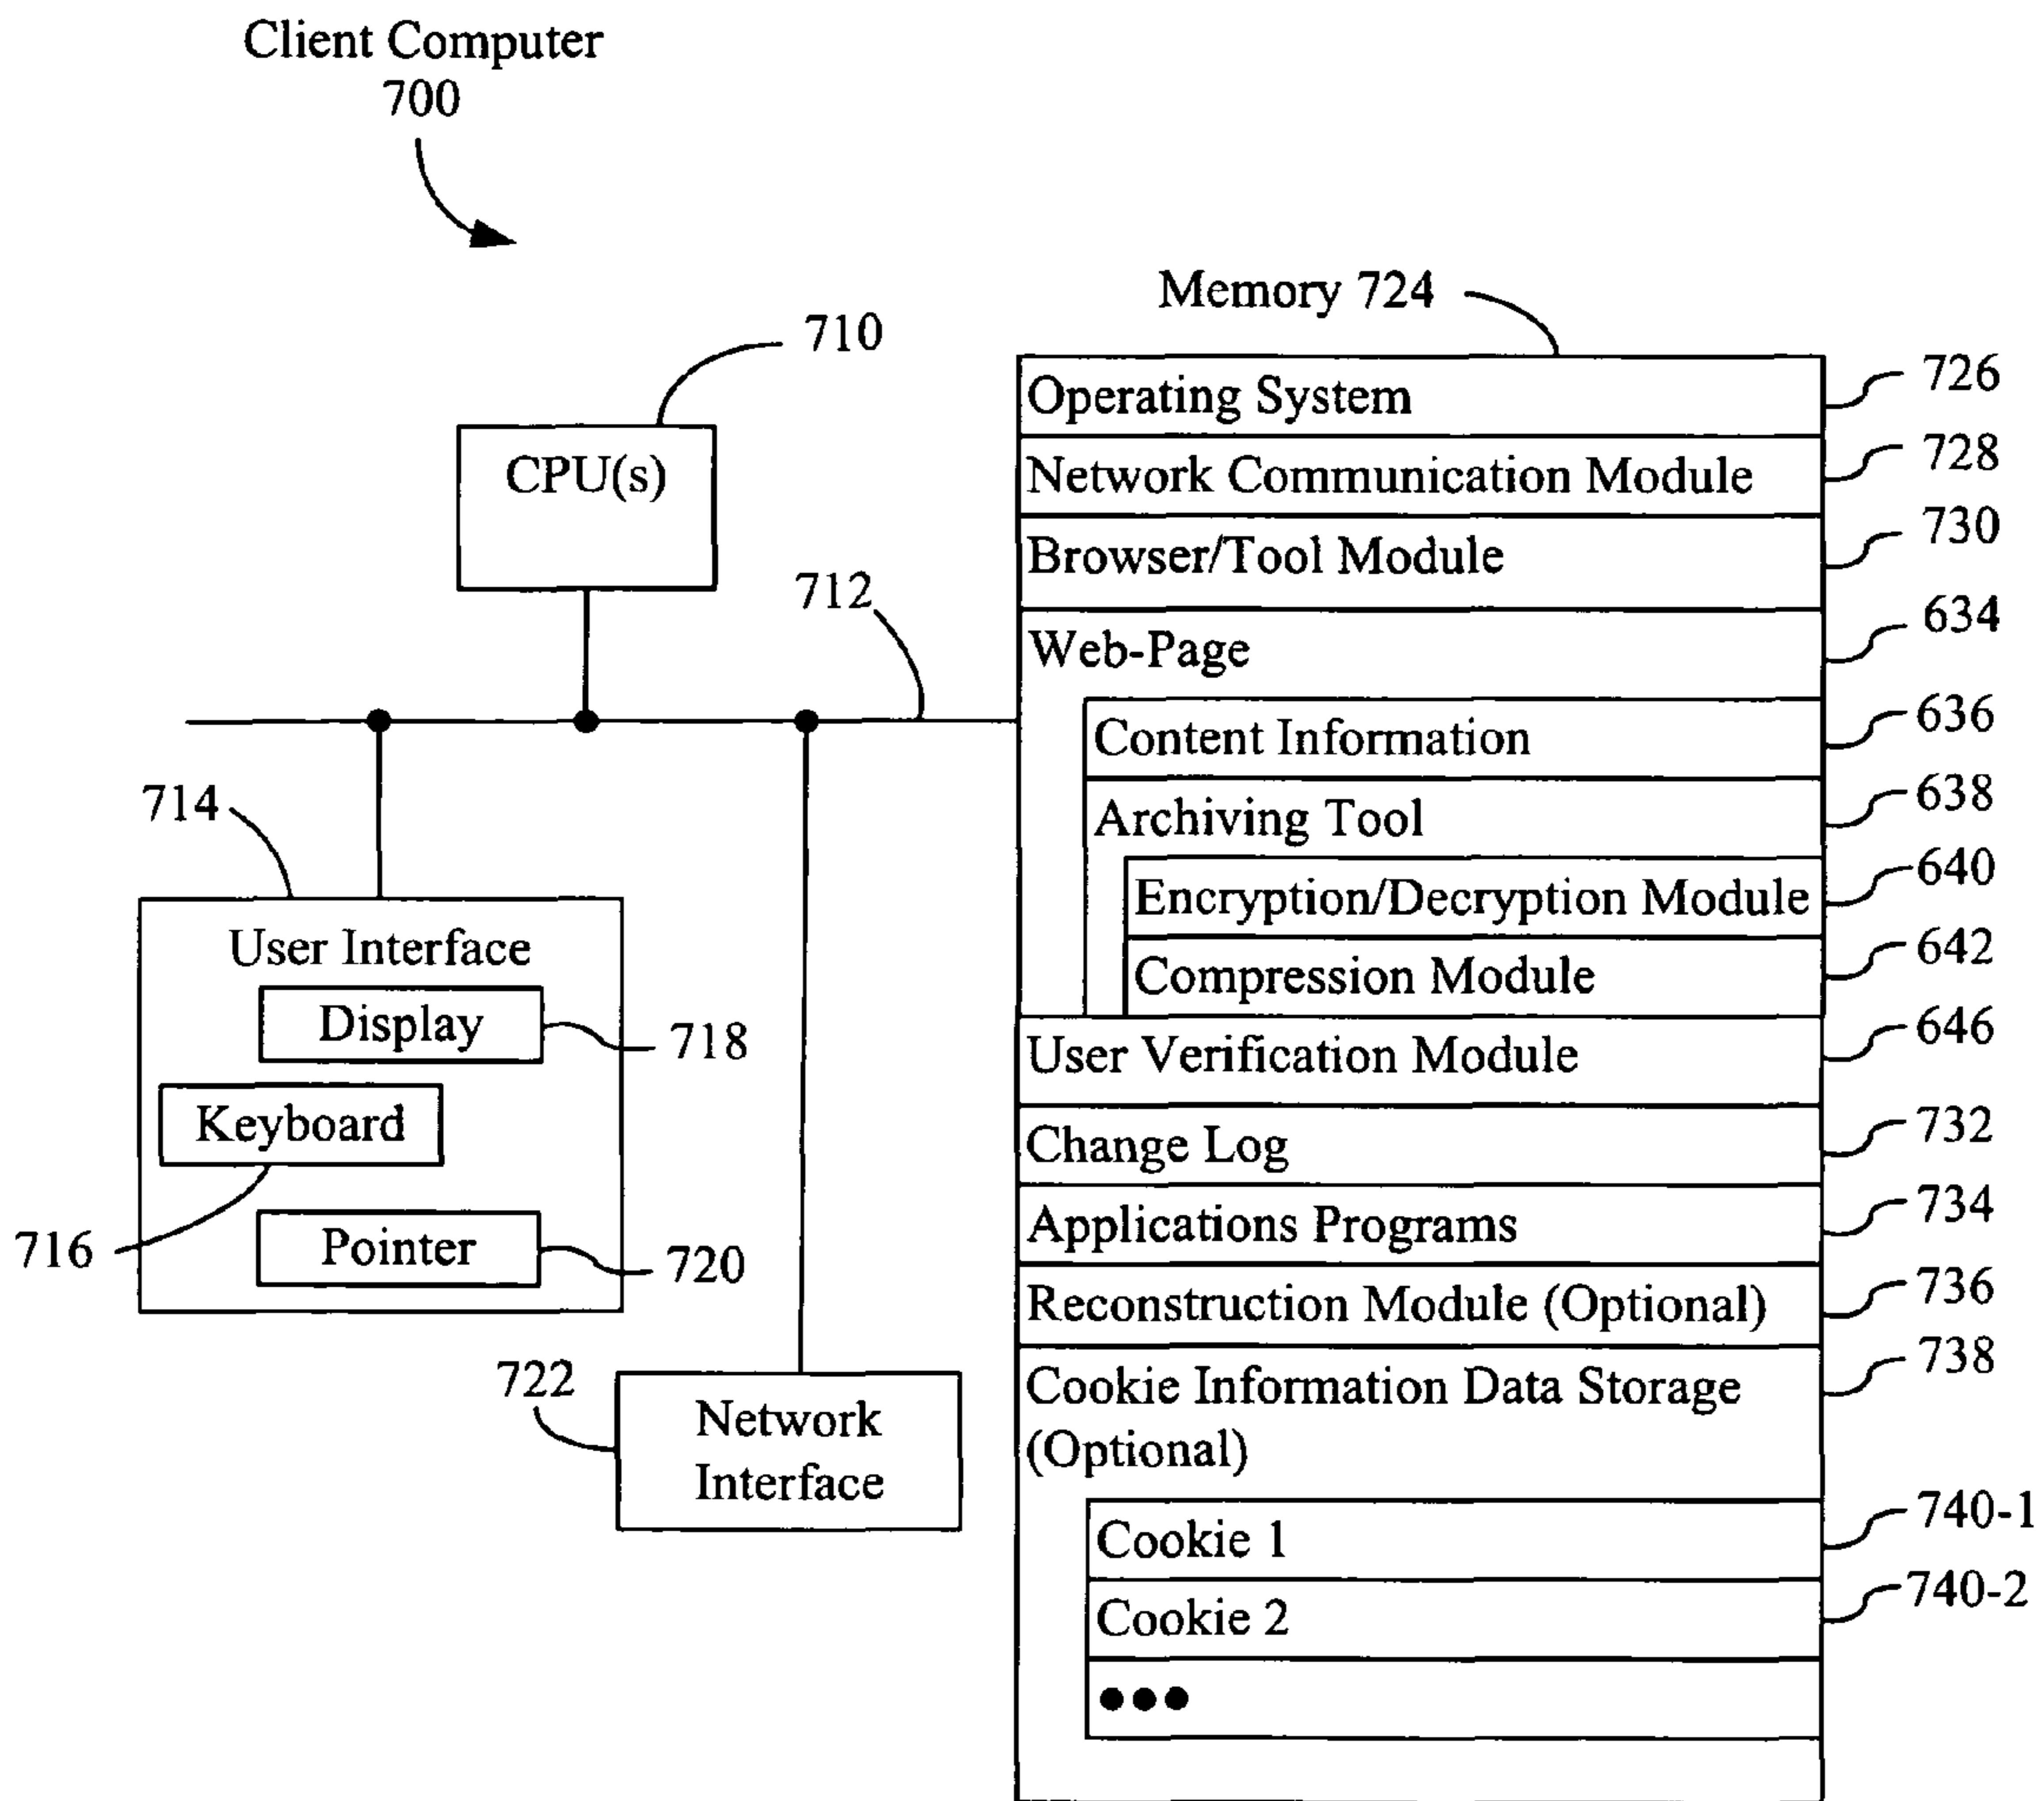 Client Computer
700
Memory 724
710
CPU(s)
712
714
User Interface
Display
718
Keyboard
716
Pointer
720
722
Network
Interface
Operating System
726
Network Communication Module
728
Browser/Tool Module
730
Web-Page
634
Content Information
636
Archiving Tool
638
Encryption/Decryption Module
640
Compression Module
642
User Verification Module
646
Change Log
732
Applications Programs
734
Reconstruction Module (Optional)
736
Cookie Information Data Storage
738
(Optional)
Cookie 1
740-1
Cookie 2
740-2
●●●